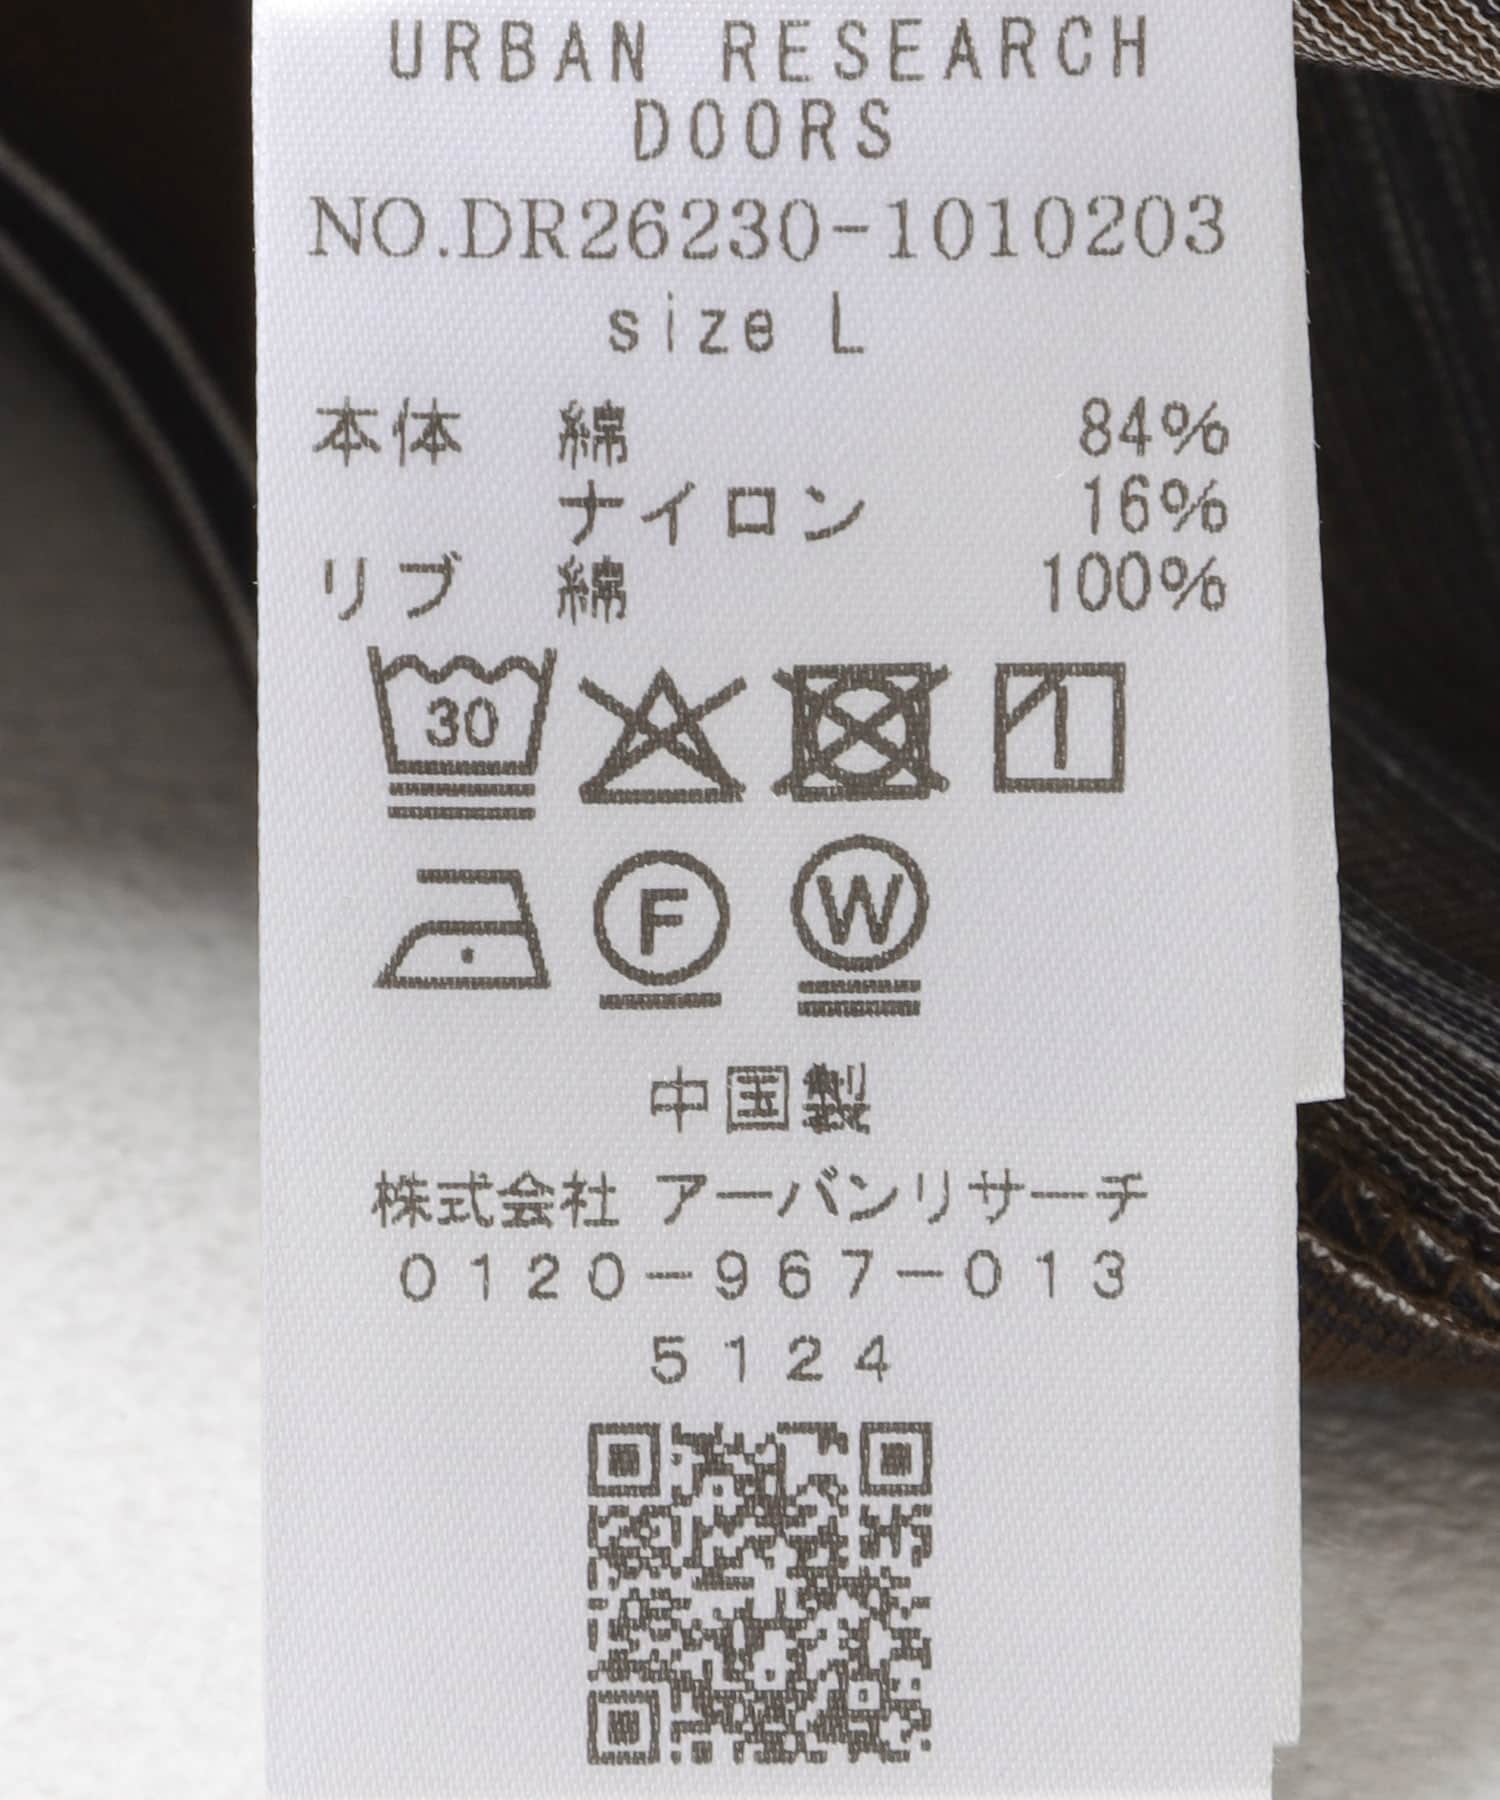 URBAN RESEARCH
DOORS
NO.DR26230-1010203
size L
本体 綿 84%
ナイロン 16%
リブ 綿 100%
30
F W
中国製
株式会社 アーバンリサーチ
0120-967-013
5124